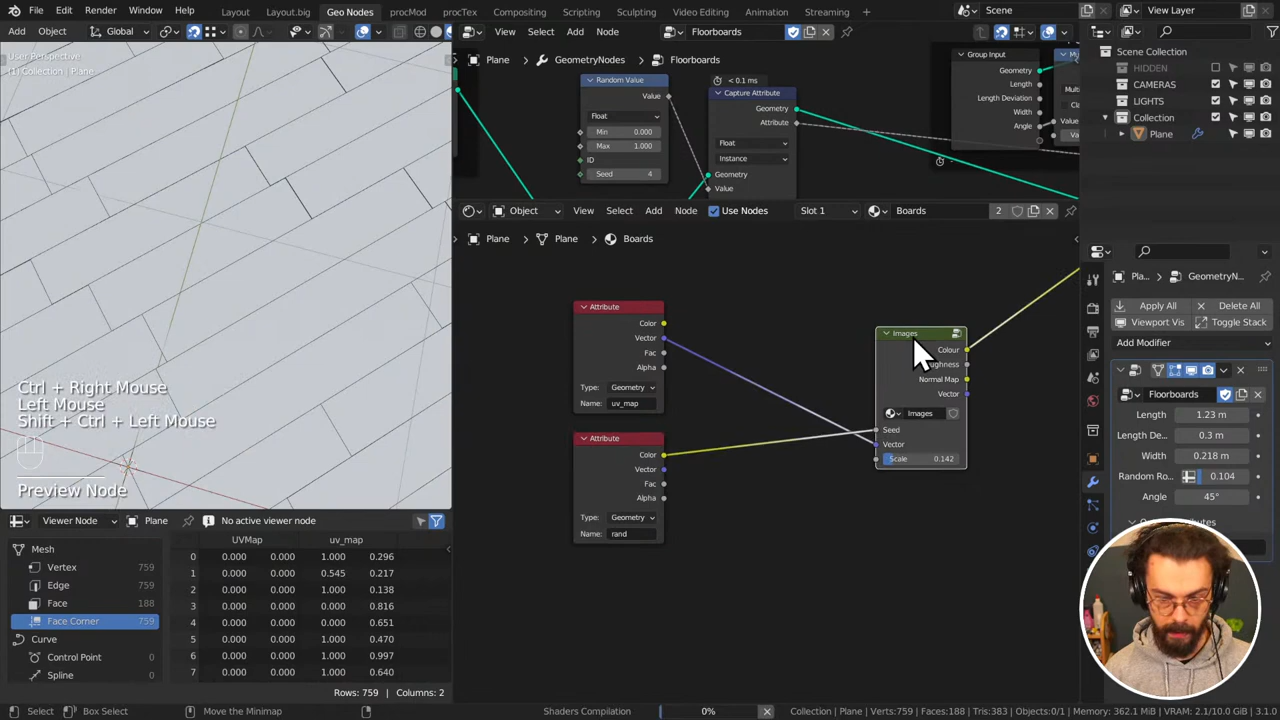 File Edit Render Window Help Layout Layout.big Geo Nodes procMod procTex Compositing Scripting Sculpting Video Editing Animation Streaming + Scene View Layer
Add Object Global
View Select Add Node Floorboards
User Perspective
(1) Collection | Plane
Plane > GeometryNodes > Floorboards
< 0.1 ms
Random Value
Value
Float
Min 0.000
Max 1.000
ID
Seed 4
Capture Attribute
Geometry
Attribute
Float
Instance
Geometry
Value
Group Input
Geometry
Length
Length Deviation
Width
Angle
Value
Scene Collection
HIDDEN
CAMERAS
LIGHTS
Collection
Plane
Object View Select Add Node Use Nodes Slot 1 Boards 2
Plane > Plane > Boards
Attribute
Color
Vector
Fac
Alpha
Type: Geometry
Name: uv_map
Attribute
Color
Vector
Fac
Alpha
Type: Geometry
Name: rand
Images
Colour
Normal Map
Vector
Images
Seed
Vector
Scale 0.142
Pla... > GeometryN...
Apply All Delete All
Viewport Vis Toggle Stack
Add Modifier
Floorboards
Length 1.23 m
Length De... 0.3 m
Width 0.218 m
Random Ro... 0.104
Angle 45°
Ctrl + Right Mouse
Left Mouse
Shift + Ctrl + Left Mouse
Preview Node
Viewer Node Plane No active viewer node
Mesh
Vertex 759
Edge 759
Face 188
Face Corner 759
Curve
Control Point 0
Spline
UVMap uv_map
0 0.000 0.000 1.000 0.296
1 0.000 0.000 0.545 0.217
2 0.000 0.000 1.000 0.138
3 0.000 0.000 0.000 0.816
4 0.000 0.000 0.000 0.651
5 0.000 0.000 1.000 0.470
6 0.000 0.000 0.000 0.997
7 0.000 0.000 1.000 0.640
Rows: 759 | Columns: 2
Select Box Select Move the Minimap Shaders Compilation 0% Collection | Plane | Verts:759 | Faces:188 | Tris:383 | Objects:0/1 | Memory: 362.1 MiB | VRAM: 2.1/10.0 GiB | 3.1.0